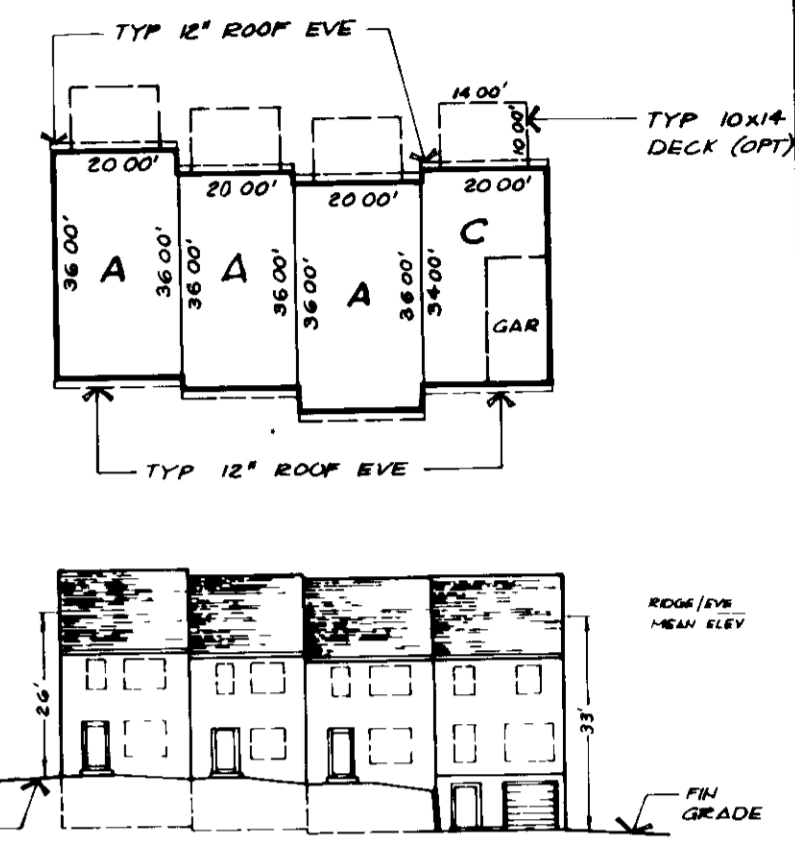 TYP 12" ROOF EVE
14 00'
10 00'
TYP 10x14
DECK (OPT)
20 00'
20 00'
20 00'
20 00'
36 00'
A
36 00'
36 00'
A
36 00'
36 00'
A
36 00'
34 00'
C
GAR
TYP 12" ROOF EVE
RIDGE/EVE
MEAN ELEV
26'
33'
FIN
GRADE